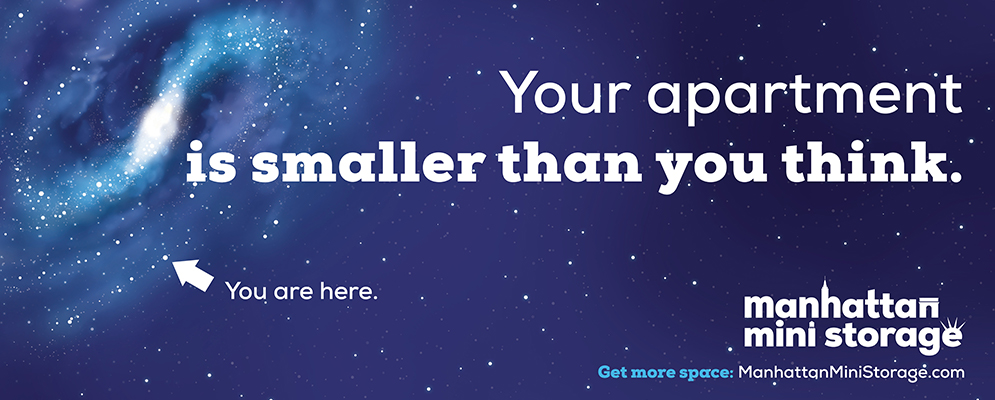 Your apartment
is smaller than you think.
You are here.
manhattan
mini storage
Get more space: ManhattanMiniStorage.com